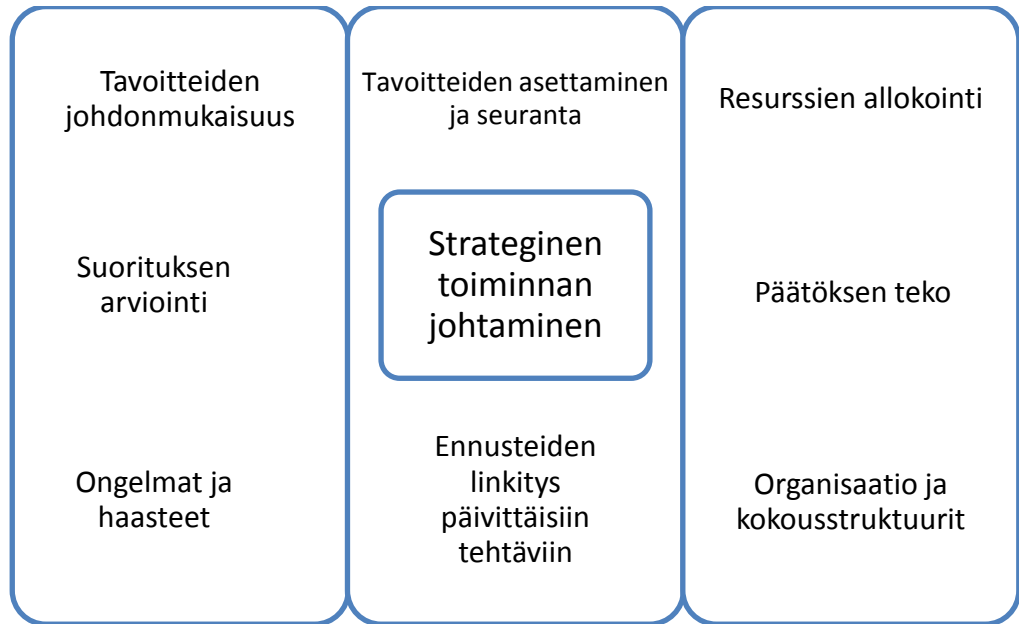 Tavoitteiden
johdonmukaisuus
Suorituksen
arviointi
Ongelmat ja
haasteet
Tavoitteiden asettaminen
ja seuranta
Strateginen
toiminnan
johtaminen
Ennusteiden
linkitys
päivittäisiin
tehtäviin
Resurssien allokointi
Päätöksen teko
Organisaatio ja
kokousstruktuurit